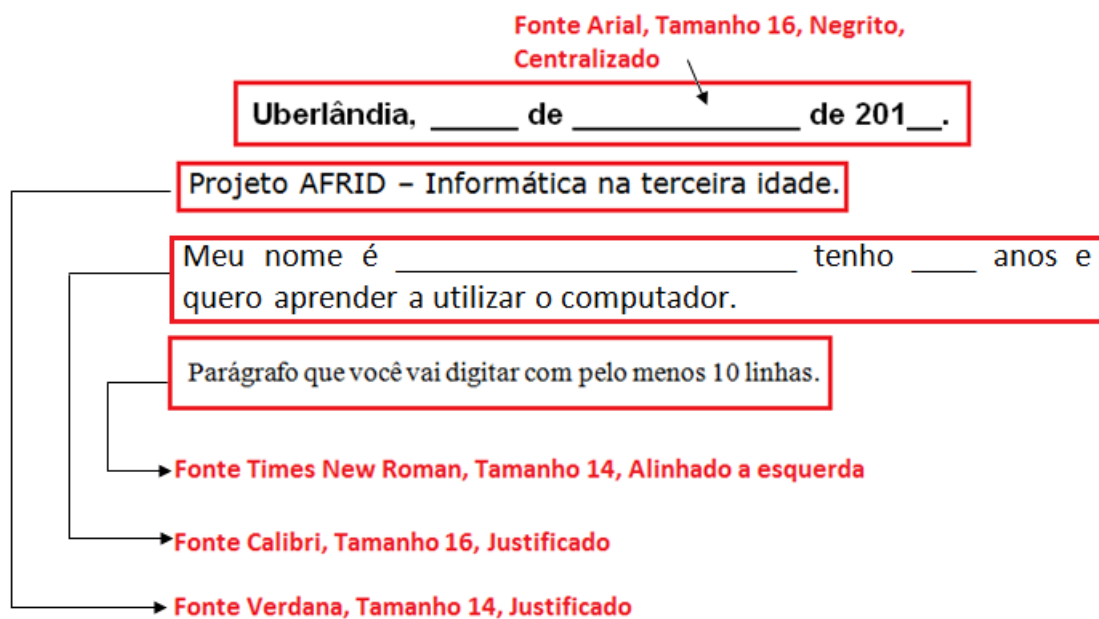 Fonte Arial, Tamanho 16, Negrito,
Centralizado
Uberlândia, _____ de _____________ de 201__.
Projeto AFRID – Informática na terceira idade.
Meu nome é _________________________ tenho ____ anos e
quero aprender a utilizar o computador.
Parágrafo que você vai digitar com pelo menos 10 linhas.
Fonte Times New Roman, Tamanho 14, Alinhado a esquerda
Fonte Calibri, Tamanho 16, Justificado
Fonte Verdana, Tamanho 14, Justificado